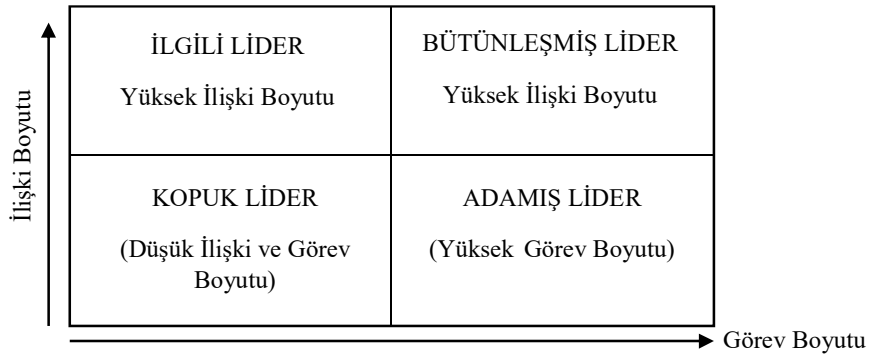 İlişki Boyutu
İLGİLİ LİDER
Yüksek İlişki Boyutu
BÜTÜNLEŞMİŞ LİDER
Yüksek İlişki Boyutu
KOPUK LİDER
(Düşük İlişki ve Görev
Boyutu)
ADAMIŞ LİDER
(Yüksek Görev Boyutu)
Görev Boyutu